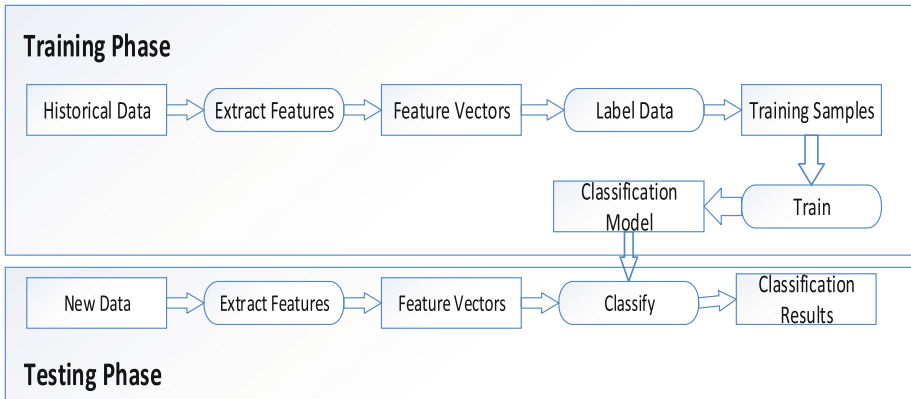 Training Phase
Historical Data
Extract Features
Feature Vectors
Label Data
Training Samples
Classification
Model
Train
New Data
Extract Features
Feature Vectors
Classify
Classification
Results
Testing Phase